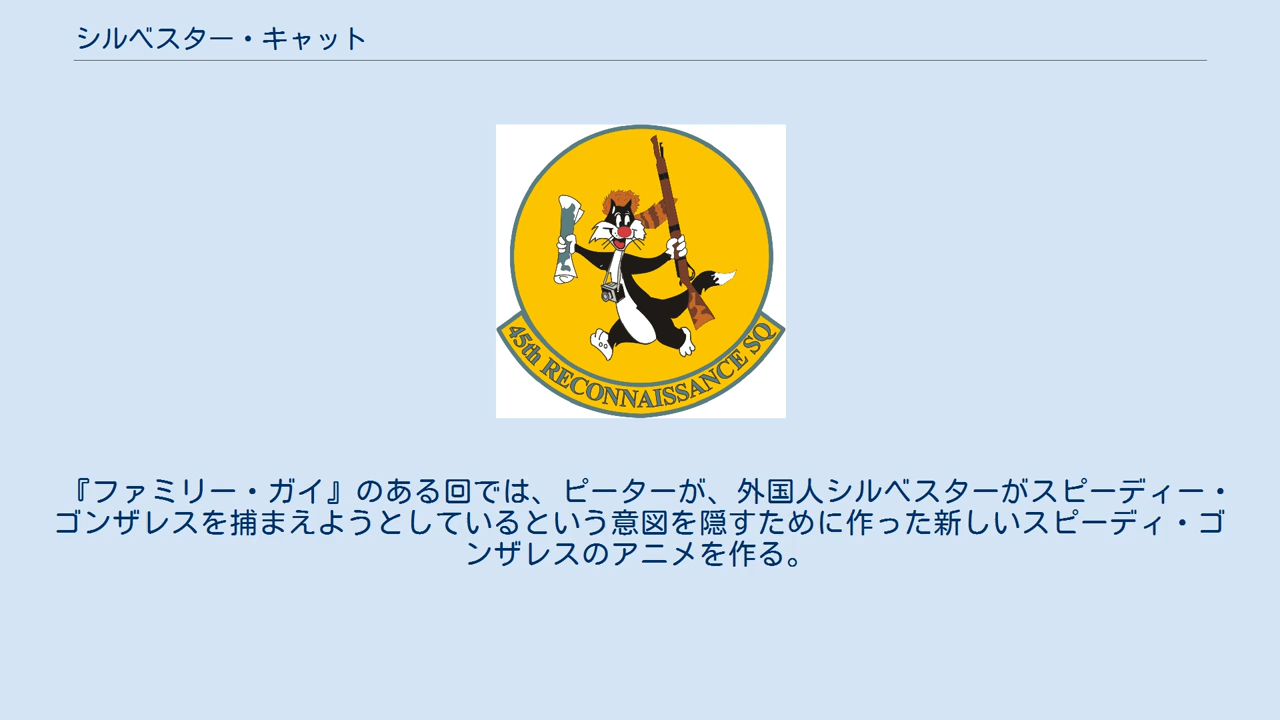 シルベスター・キャット
45th RECONNAISSANCE SQ
『ファミリー・ガイ』のある回では、ピーターが、外国人シルベスターがスピーディー・
ゴンザレスを捕まえようとしているという意図を隠すために作った新しいスピーディ・ゴ
ンザレスのアニメを作る。